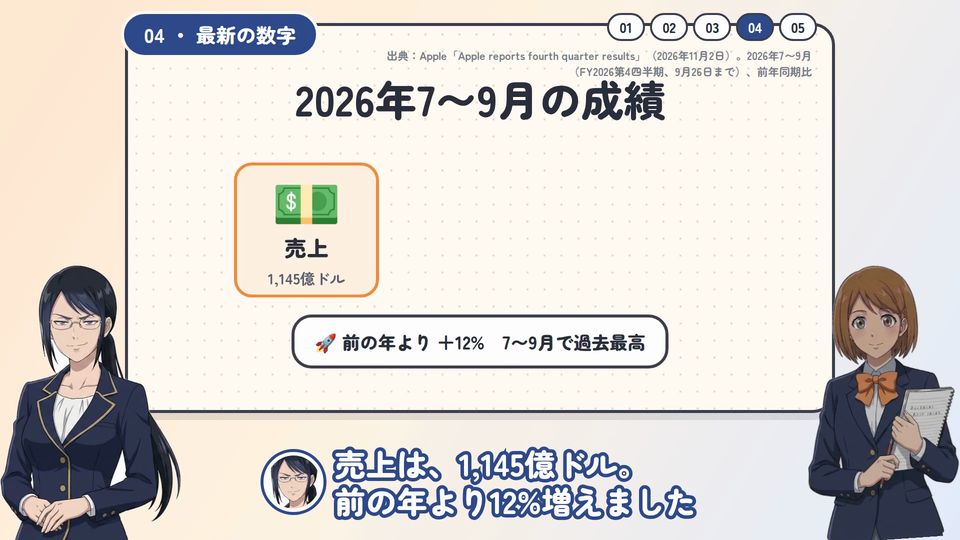 04 ・ 最新の数字
01 02 03 04 05
出典：Apple「Apple reports fourth quarter results」（2026年11月2日）。2026年7〜9月
（FY2026第4四半期、9月26日まで）、前年同期比
2026年7〜9月の成績
$
売上
1,145億ドル
🚀 前の年より ＋12%　7〜9月で過去最高
売上は、1,145億ドル。
前の年より12%増えました